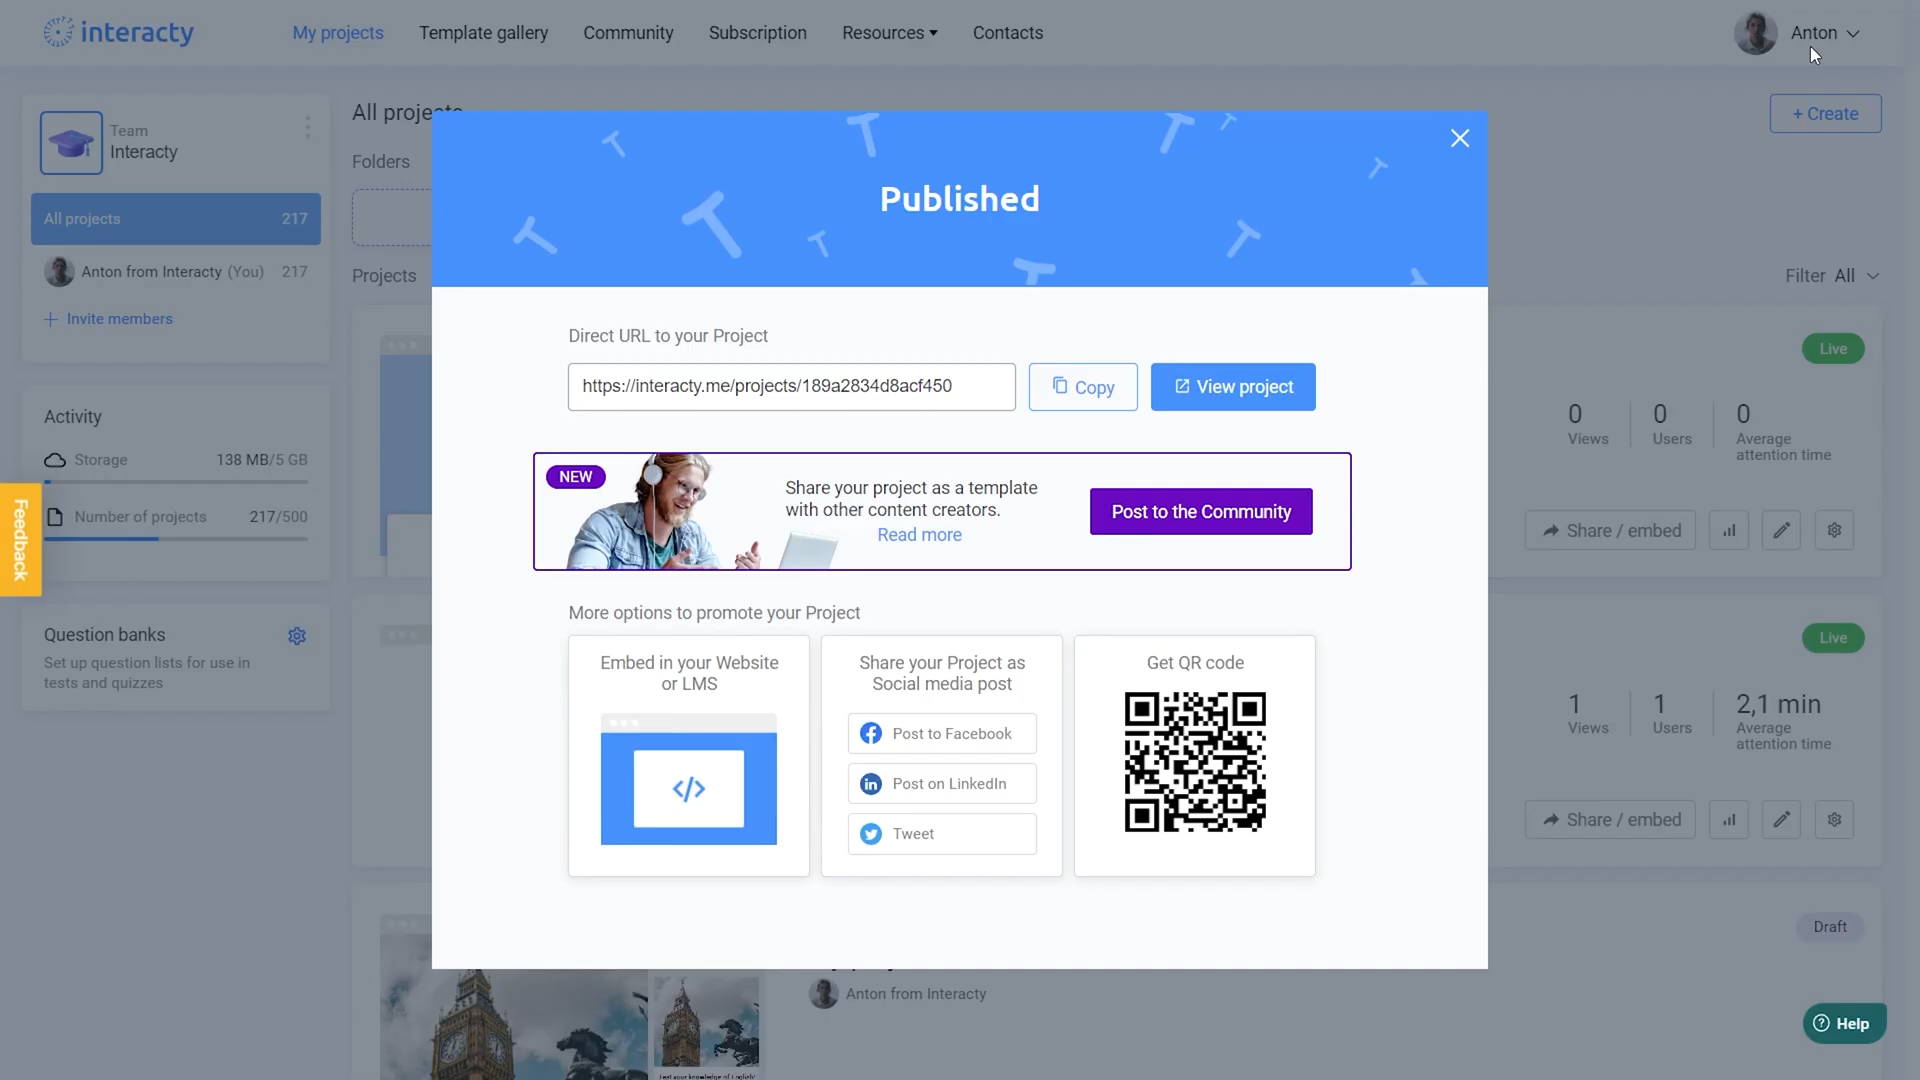 interacty
My projects
Template gallery
Community
Subscription
Resources
Contacts
Anton
Team
Interacty
All projects 217
Anton from Interacty (You) 217
+ Invite members
Activity
Storage 138 MB/5 GB
Number of projects 217/500
Feedback
Question banks
Set up question lists for use in
tests and quizzes
All projects
+ Create
Folders
Projects
Filter All
Published
Direct URL to your Project
https://interacty.me/projects/189a2834d8acf450
Copy
View project
NEW
Share your project as a template
with other content creators.
Read more
Post to the Community
More options to promote your Project
Embed in your Website
or LMS
</>
Share your Project as
Social media post
Post to Facebook
Post on LinkedIn
Tweet
Get QR code
Live
0
Views
0
Users
0
Average
attention time
Share / embed
Live
1
Views
1
Users
2,1 min
Average
attention time
Share / embed
Draft
Anton from Interacty
Test your knowledge of English!
Help